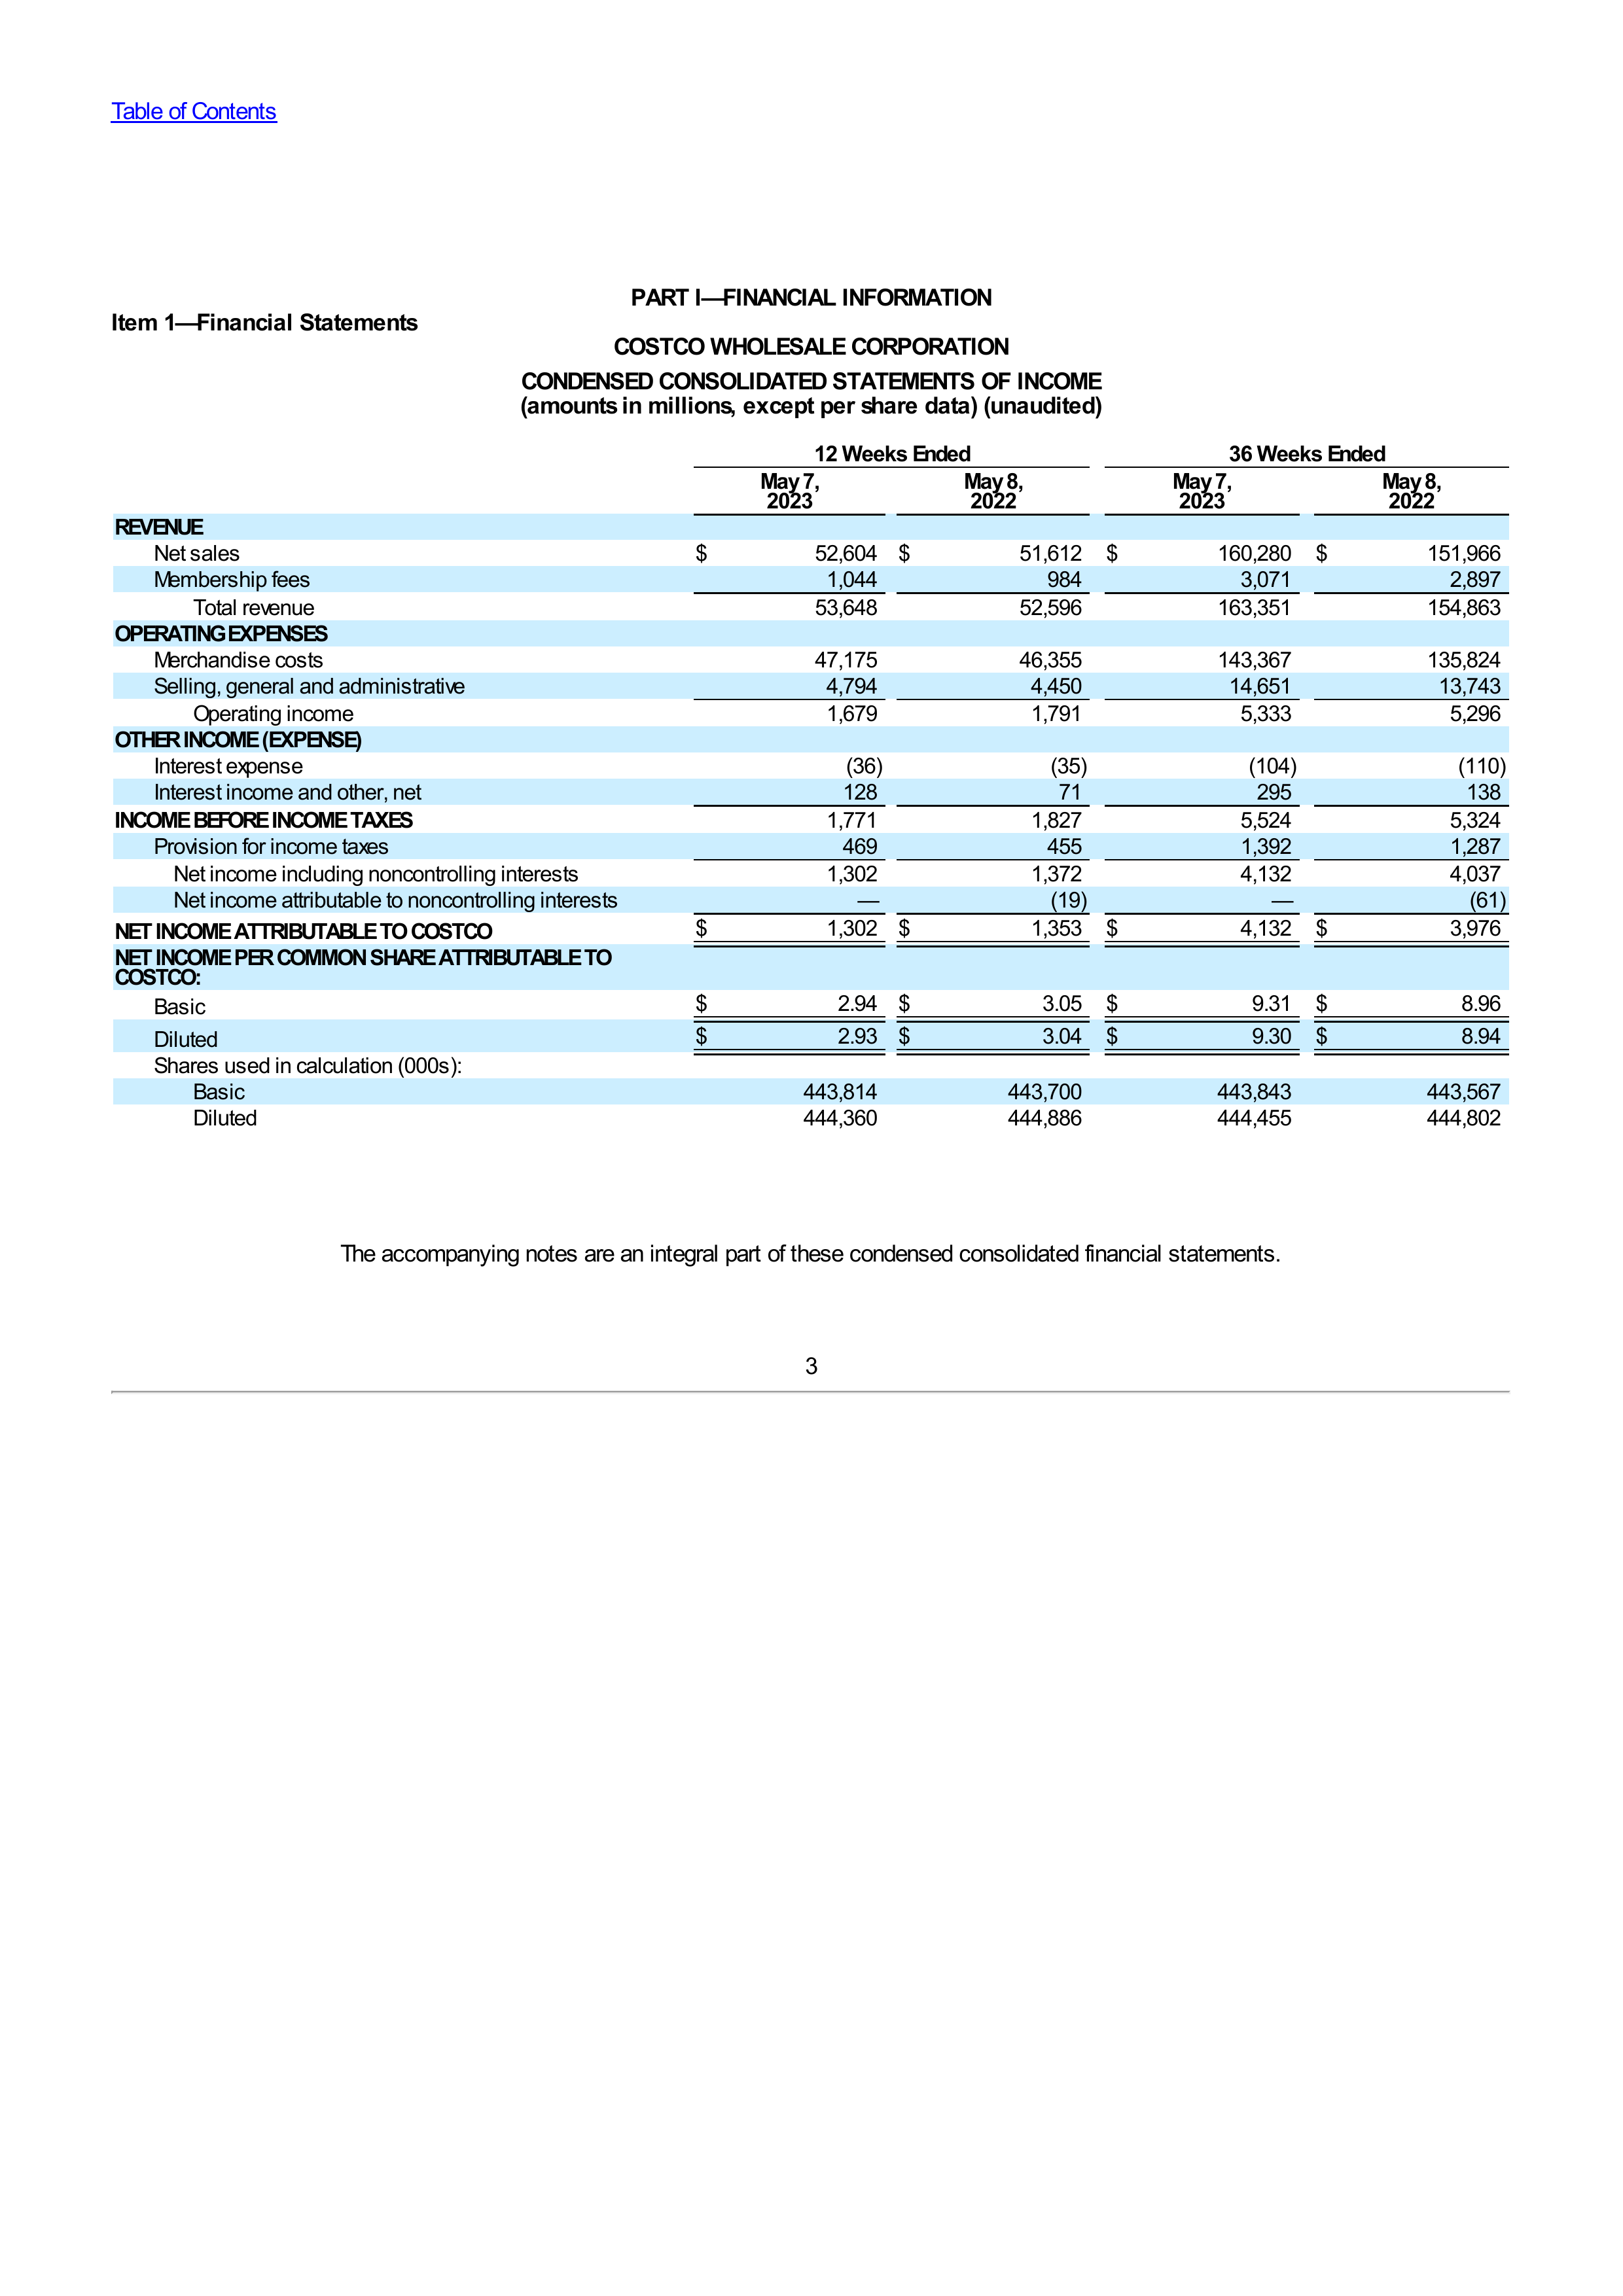 Table of Contents
PART I—FINANCIAL INFORMATION
Item 1—Financial Statements
COSTCO WHOLESALE CORPORATION
CONDENSED CONSOLIDATED STATEMENTS OF INCOME
(amounts in millions, except per share data) (unaudited)
12 Weeks Ended 36 Weeks Ended
May 7, May 8, May 7, May 8,
2023 2022 2023 2022
REVENUE
Net sales $ 52,604 $ 51,612 $ 160,280 $ 151,966
Membership fees 1,044 984 3,071 2,897
Total revenue 53,648 52,596 163,351 154,863
OPERATING EXPENSES
Merchandise costs 47,175 46,355 143,367 135,824
Selling, general and administrative 4,794 4,450 14,651 13,743
Operating income 1,679 1,791 5,333 5,296
OTHER INCOME (EXPENSE)
Interest expense (36) (35) (104) (110)
Interest income and other, net 128 71 295 138
INCOME BEFORE INCOME TAXES 1,771 1,827 5,524 5,324
Provision for income taxes 469 455 1,392 1,287
Net income including noncontrolling interests 1,302 1,372 4,132 4,037
Net income attributable to noncontrolling interests — (19) — (61)
NET INCOME ATTRIBUTABLE TO COSTCO $ 1,302 $ 1,353 $ 4,132 $ 3,976
NET INCOME PER COMMON SHARE ATTRIBUTABLE TO
COSTCO:
Basic $ 2.94 $ 3.05 $ 9.31 $ 8.96
Diluted $ 2.93 $ 3.04 $ 9.30 $ 8.94
Shares used in calculation (000s):
Basic 443,814 443,700 443,843 443,567
Diluted 444,360 444,886 444,455 444,802
The accompanying notes are an integral part of these condensed consolidated financial statements.
3